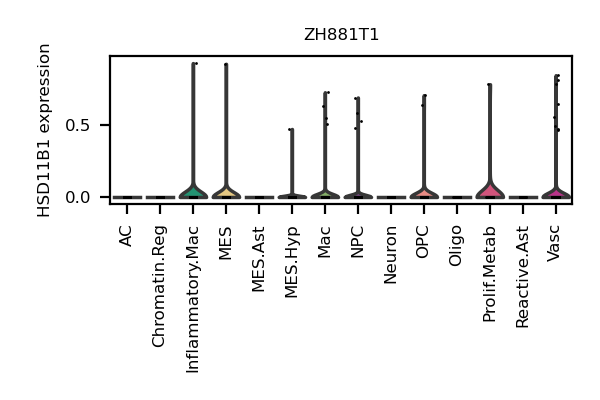 ZH881T1
HSD11B1 expression
0.5
0.0
AC
Chromatin.Reg
Inflammatory.Mac
MES
MES.Ast
MES.Hyp
Mac
NPC
Neuron
OPC
Oligo
Prolif.Metab
Reactive.Ast
Vasc